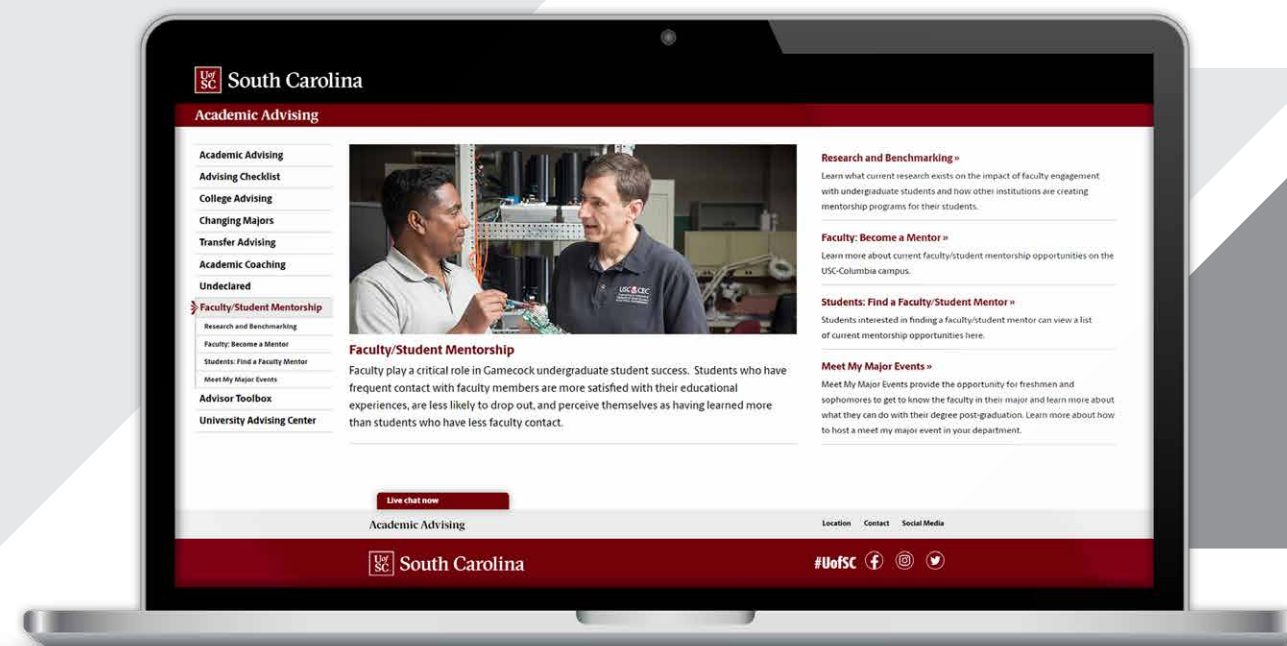 UofSC South Carolina
Academic Advising
Academic Advising
Advising Checklist
College Advising
Changing Majors
Transfer Advising
Academic Coaching
Undeclared
Faculty/Student Mentorship
Research and Benchmarking
Faculty: Become a Mentor
Students: Find a Faculty Mentor
Meet My Major Events
Advisor Toolbox
University Advising Center
USC CEC
Faculty/Student Mentorship
Faculty play a critical role in Gamecock undergraduate student success. Students who have
frequent contact with faculty members are more satisfied with their educational
experiences, are less likely to drop out, and perceive themselves as having learned more
than students who have less faculty contact.
Research and Benchmarking »
Learn what current research exists on the impact of faculty engagement
with undergraduate students and how other institutions are creating
mentorship programs for their students.
Faculty: Become a Mentor »
Learn more about current faculty/student mentorship opportunities on the
USC-Columbia campus.
Students: Find a Faculty/Student Mentor »
Students interested in finding a faculty/student mentor can view a list
of current mentorship opportunities here.
Meet My Major Events »
Meet My Major Events provide the opportunity for freshmen and
sophomores to get to know the faculty in their major and learn more about
what they can do with their degree post-graduation. Learn more about how
to host a meet my major event in your department.
Live chat now
Academic Advising
Location Contact Social Media
UofSC South Carolina
#UofSC